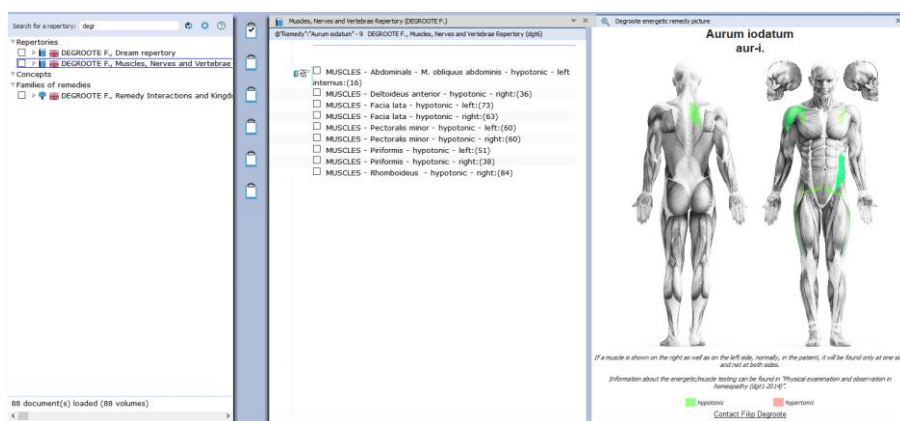 Search for a repertory: degr
Repertories
DEGROOTE F., Dream repertory
DEGROOTE F., Muscles, Nerves and Vertebrae
Concepts
Families of remedies
DEGROOTE F., Remedy Interactions and Kingd
88 document(s) loaded (88 volumes)
Muscles, Nerves and Vertebrae Repertory (DEGROOTE F.)
@"Remedy":"Aurum iodatum" - 9 DEGROOTE F., Muscles, Nerves and Vertebrae Repertory (dgt6)
MUSCLES - Abdominals - M. obliquus abdominis - hypotonic - left
internus:(16)
MUSCLES - Deltoideus anterior - hypotonic - right:(36)
MUSCLES - Facia lata - hypotonic - left:(73)
MUSCLES - Facia lata - hypotonic - right:(63)
MUSCLES - Pectoralis minor - hypotonic - left:(60)
MUSCLES - Pectoralis minor - hypotonic - right:(60)
MUSCLES - Piriformis - hypotonic - left:(51)
MUSCLES - Piriformis - hypotonic - right:(38)
MUSCLES - Rhomboideus - hypotonic - right:(84)
Degroote energetic remedy picture
Aurum iodatum
aur-i.
If a muscle is shown on the right as well as on the left side, normally, in the patient, it will be found only at one si
and not at both sides.
Information about the energetic/muscle testing can be found in "Physical examination and observation in
homeopathy (dgt1-2014)".
hypotonic hypertonic
Contact Filip Degroote